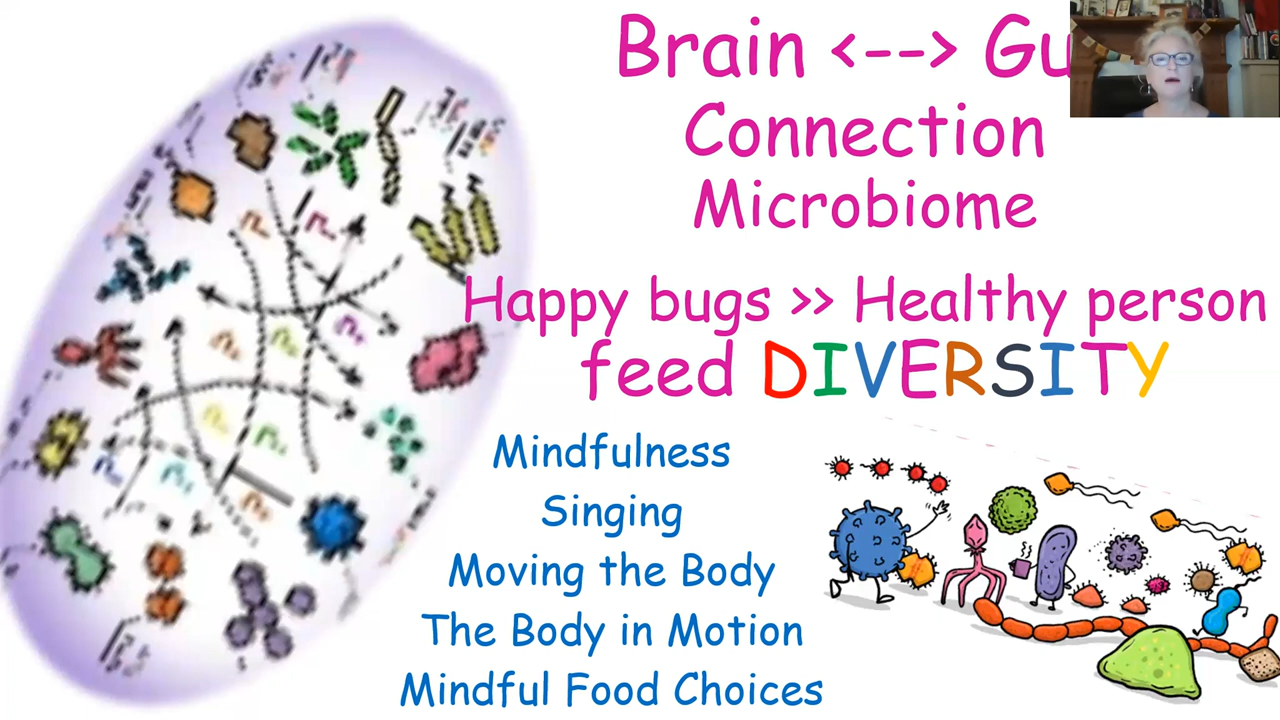 Brain <--> Gu
Connection
Microbiome
Happy bugs >> Healthy person
feed DIVERSITY
Mindfulness
Singing
Moving the Body
The Body in Motion
Mindful Food Choices